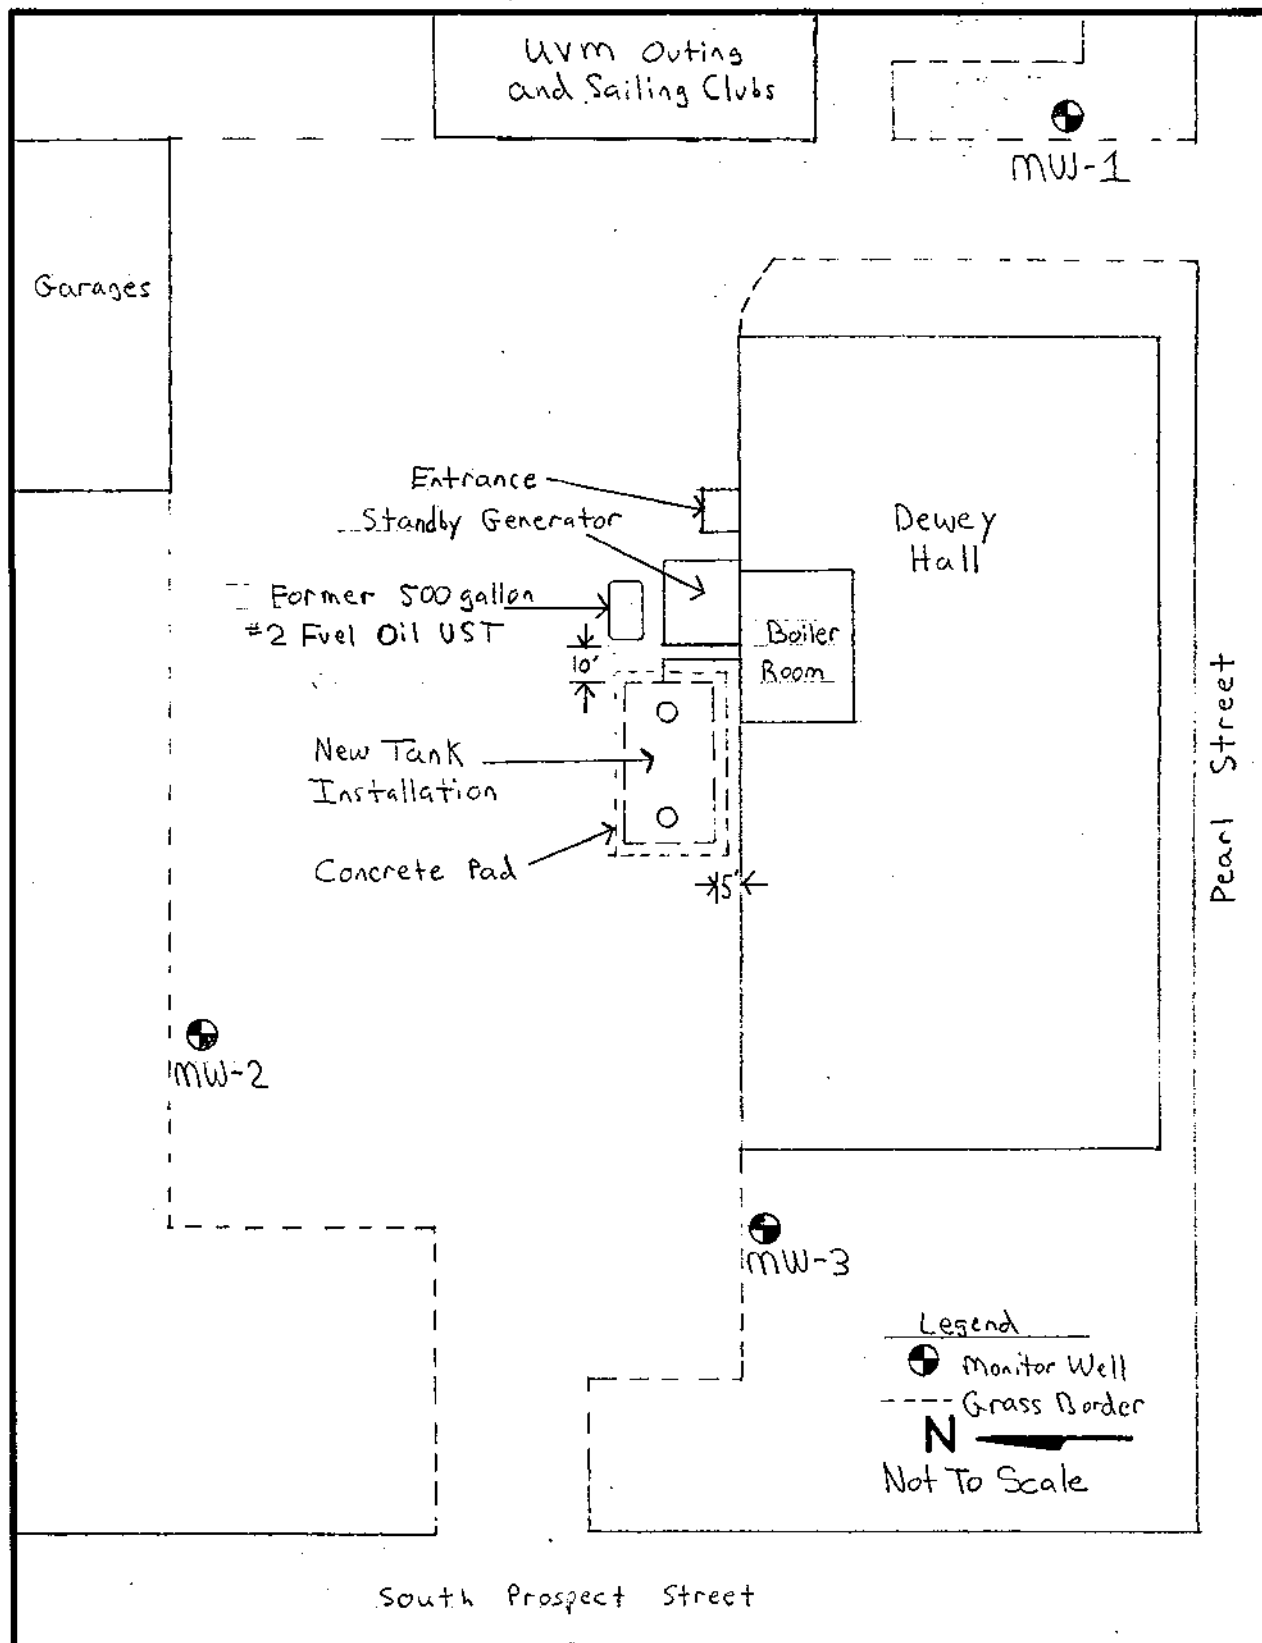 UVM Outing
and Sailing Clubs
MW-1
Garages
Entrance
Standby Generator
Dewey
Hall
Former 500 gallon
#2 Fuel Oil UST
Boiler
Room
10'
New Tank
Installation
Concrete Pad
5'
Pearl Street
MW-2
MW-3
Legend
Monitor Well
Grass Border
N
Not To Scale
South Prospect Street